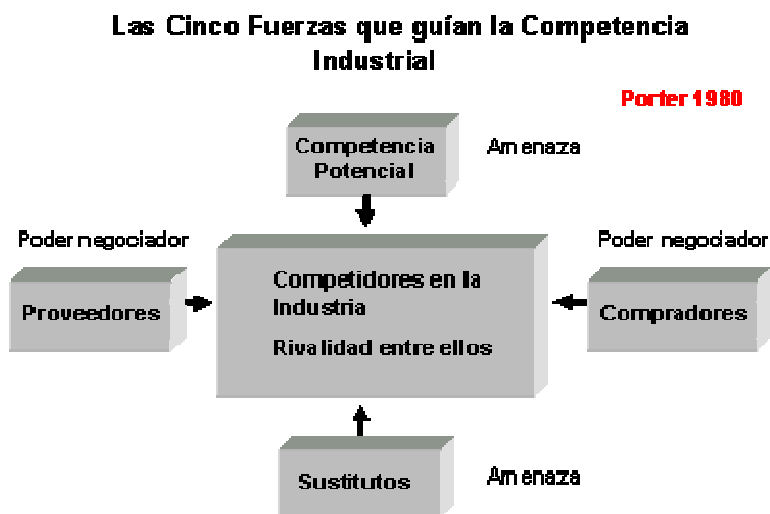 Las Cinco Fuerzas que guían la Competencia
Industrial
Porter 1980
Competencia
Potencial
Amenaza
Poder negociador
Poder negociador
Proveedores
Competidores en la
Industria
Rivalidad entre ellos
Compradores
Sustitutos
Amenaza